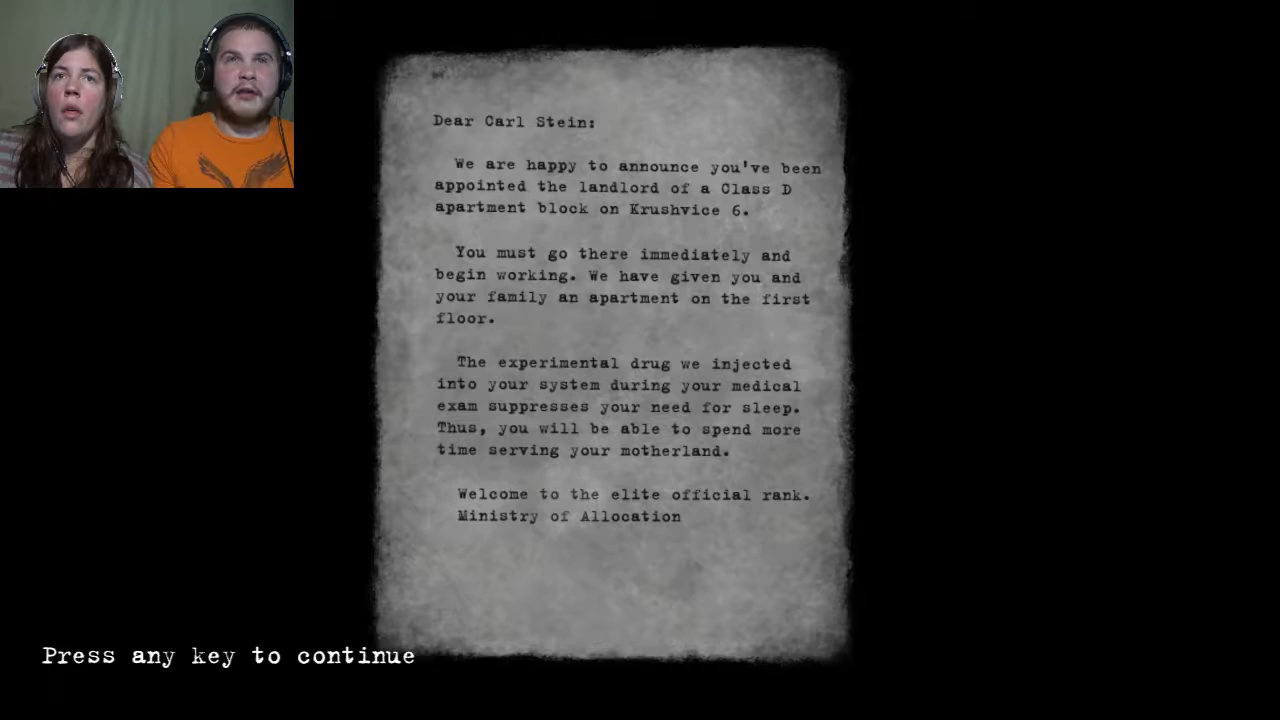 Dear Carl Stein:
We are happy to announce you've been
appointed the landlord of a Class D
apartment block on Krushvice 6.
You must go there immediately and
begin working. We have given you and
your family an apartment on the first
floor.
The experimental drug we injected
into your system during your medical
exam suppresses your need for sleep.
Thus, you will be able to spend more
time serving your motherland.
Welcome to the elite official rank.
Ministry of Allocation
Press any key to continue